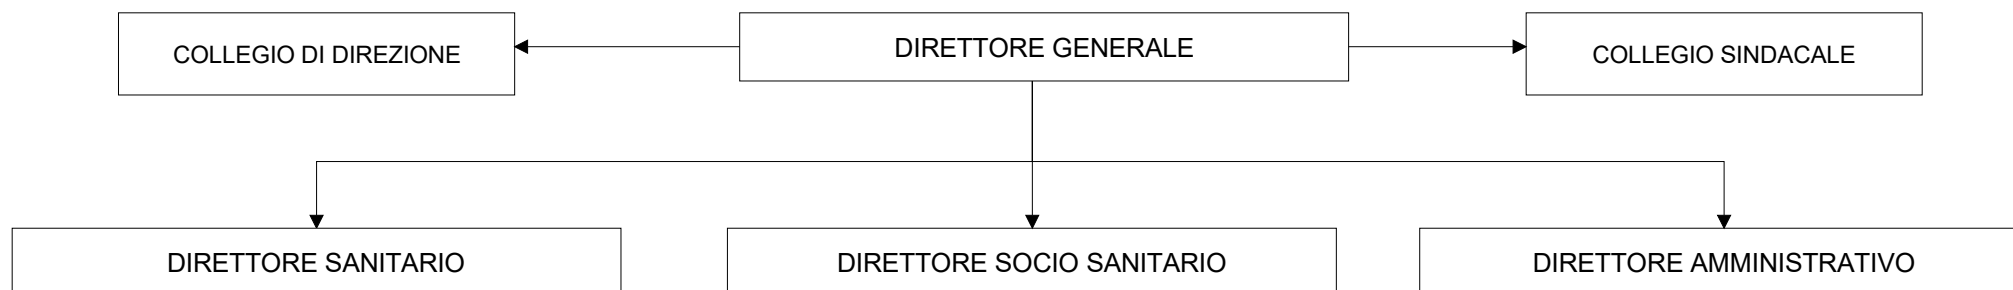 COLLEGIO DI DIREZIONE
DIRETTORE GENERALE
COLLEGIO SINDACALE
DIRETTORE SANITARIO
DIRETTORE SOCIO SANITARIO
DIRETTORE AMMINISTRATIVO